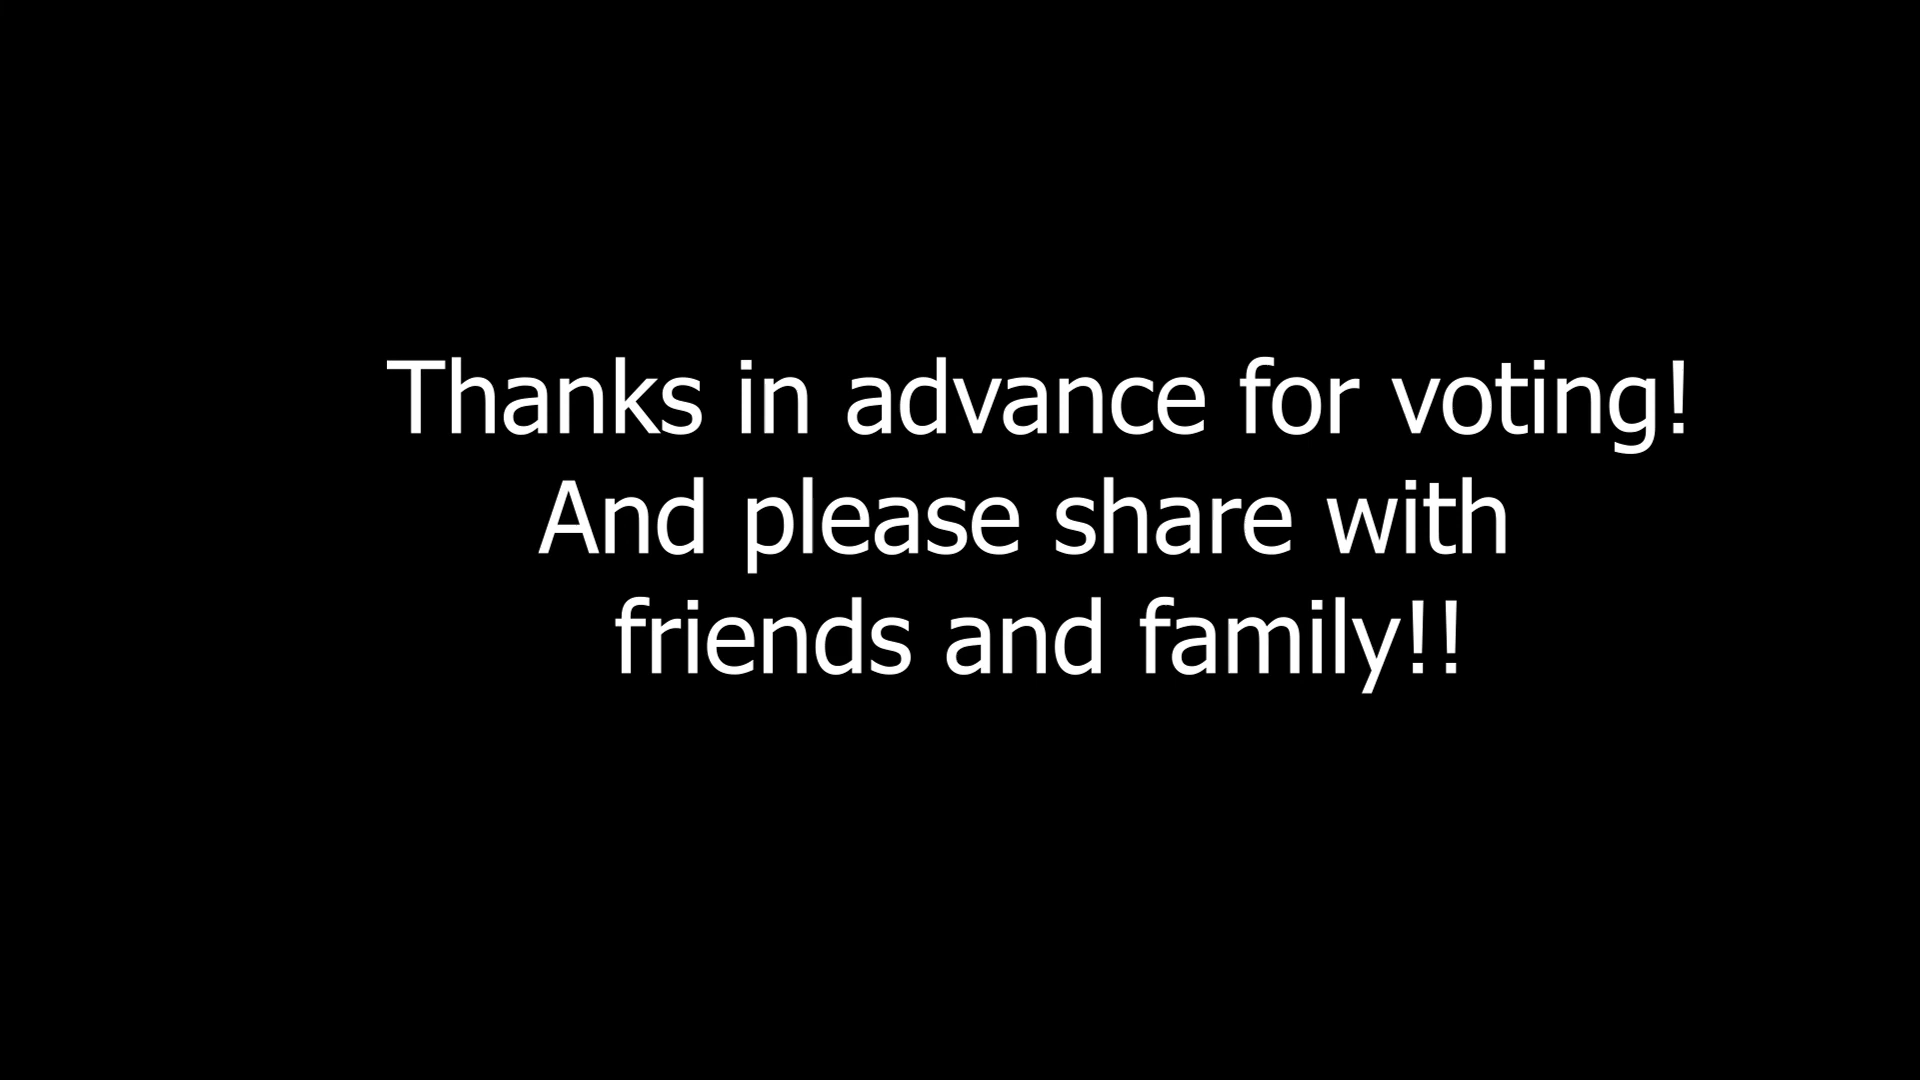 Thanks in advance for voting!
And please share with
friends and family!!